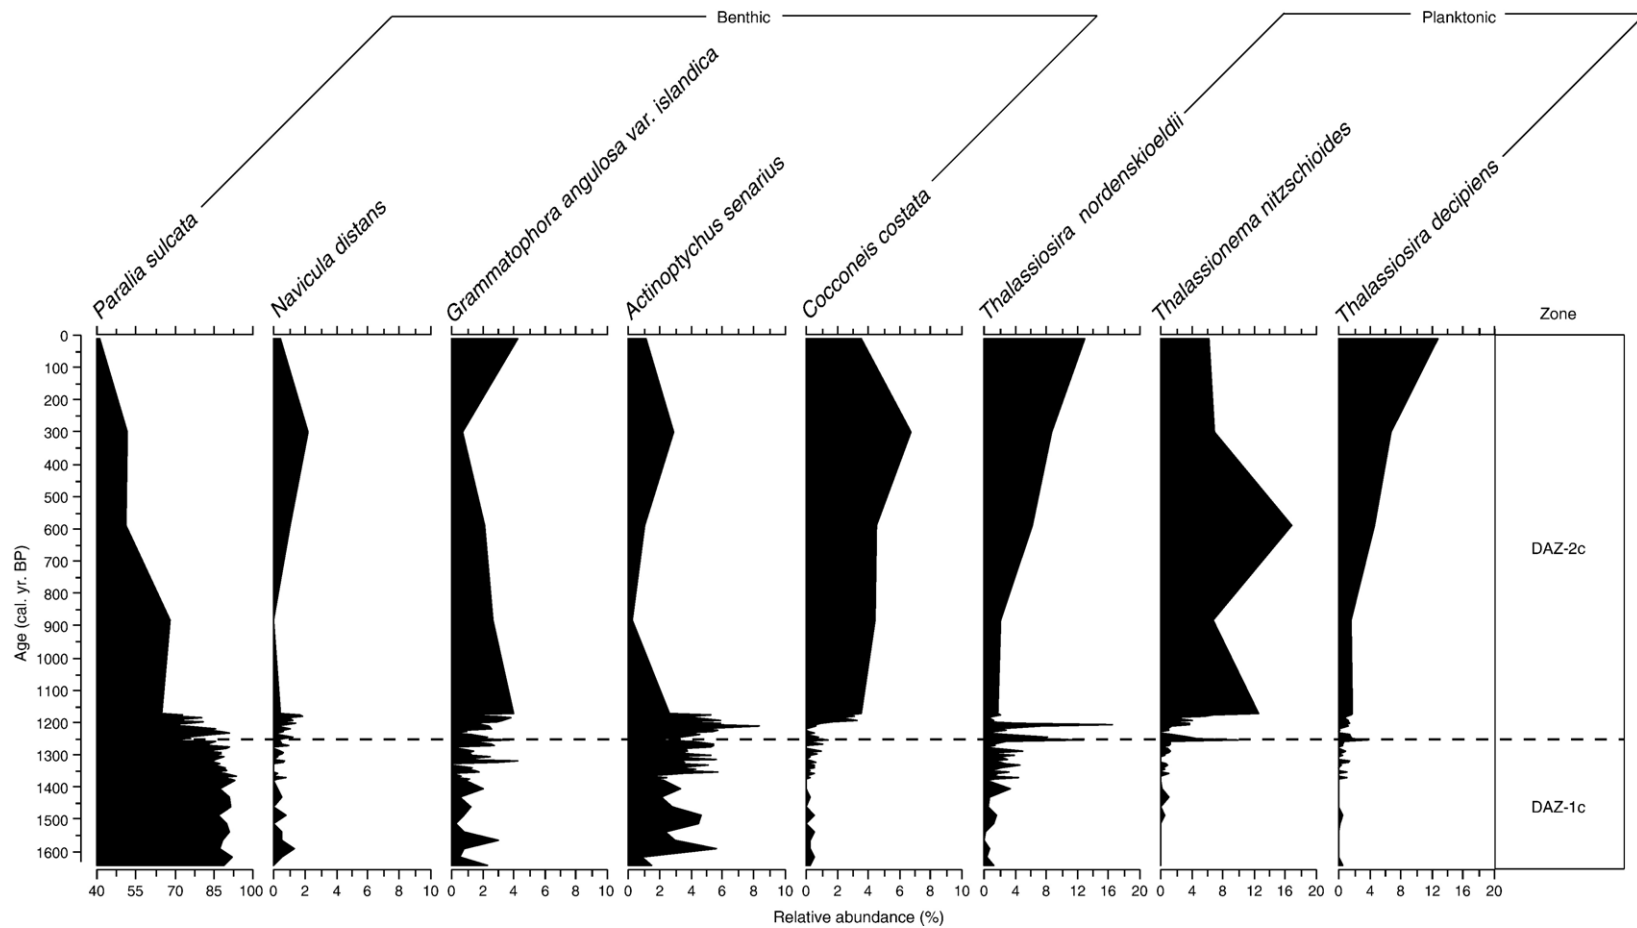 Benthic
Planktonic
Paralia sulcata
Navicula distans
Grammatophora angulosa var. islandica
Actinoptychus senarius
Cocconeis costata
Thalassiosira nordenskioeldii
Thalassionema nitzschioides
Thalassiosira decipiens
Zone
0
100
200
300
400
500
600
700
800
900
1000
1100
1200
1300
1400
1500
1600
Age (cal. yr. BP)
DAZ-2c
DAZ-1c
40 55 70 85 100
0 2 4 6 8 10
0 2 4 6 8 10
0 2 4 6 8 10
0 2 4 6 8 10
0 4 8 12 16 20
0 4 8 12 16 20
0 4 8 12 16 20
Relative abundance (%)